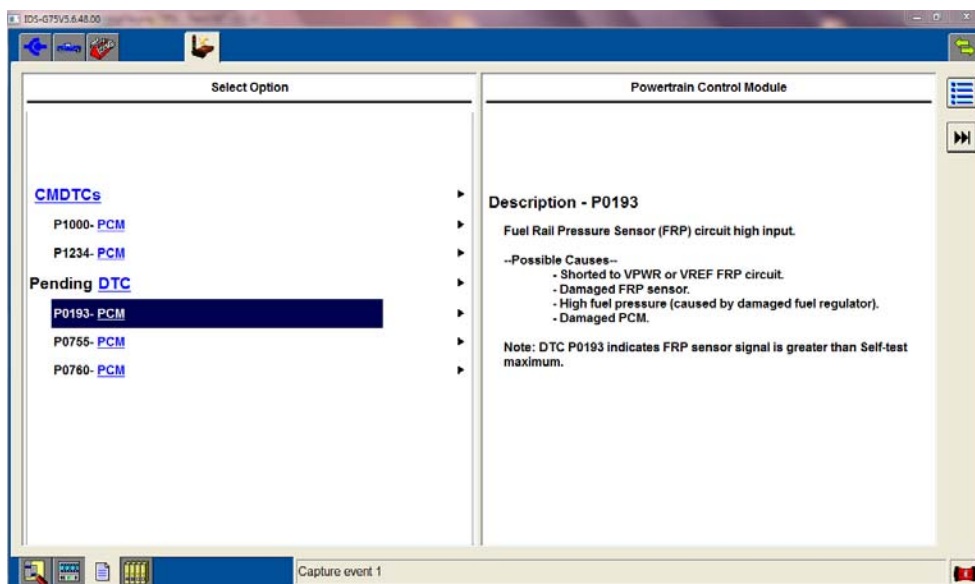 IDS-G75V5.6.48.00
Select Option
CMDTCs
P1000- PCM
P1234- PCM
Pending DTC
P0193- PCM
P0755- PCM
P0760- PCM
Powertrain Control Module
Description - P0193
Fuel Rail Pressure Sensor (FRP) circuit high input.
--Possible Causes--
- Shorted to VPWR or VREF FRP circuit.
- Damaged FRP sensor.
- High fuel pressure (caused by damaged fuel regulator).
- Damaged PCM.
Note: DTC P0193 indicates FRP sensor signal is greater than Self-test
maximum.
Capture event 1